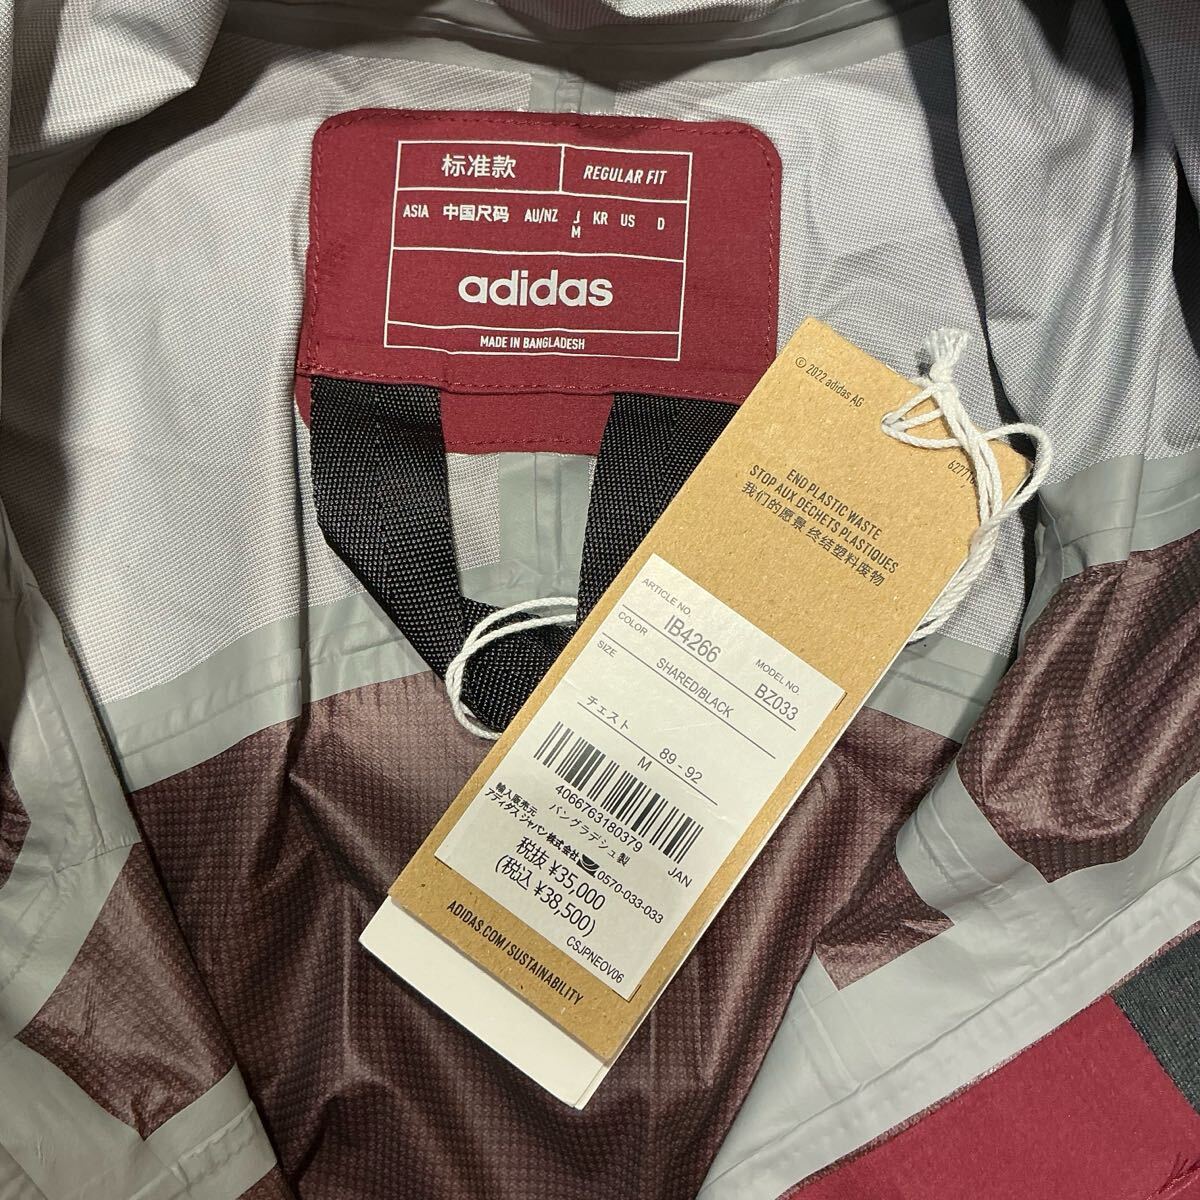 标准款
REGULAR FIT
ASIA 中国尺码 AU/NZ J KR US D
M
adidas
MADE IN BANGLADESH
© 2022 adidas AG
END PLASTIC WASTE
STOP AUX DÉCHETS PLASTIQUES
我们的愿景 终结塑料废物
ARTICLE NO. IB4266 MODEL NO. BZ033
COLOR SHARED/BLACK
SIZE
チェスト 89 - 92
M
4066763180379 JAN
バングラデシュ製
輸入販売元
アディダス ジャパン株式会社 0570-033-033
税抜 ¥35,000
(税込 ¥38,500)
CSJPNEOV06
ADIDAS.COM/SUSTAINABILITY